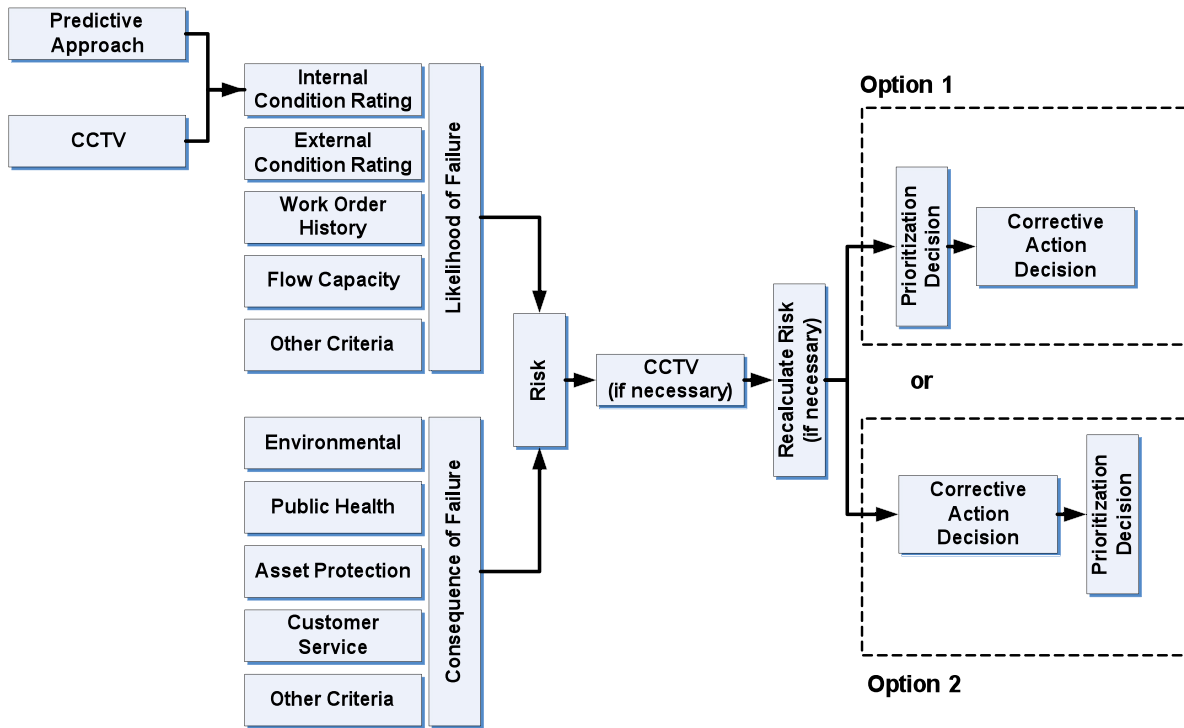 Predictive
Approach
CCTV
Internal
Condition Rating
External
Condition Rating
Work Order
History
Flow Capacity
Other Criteria
Likelihood of Failure
Environmental
Public Health
Asset Protection
Customer
Service
Other Criteria
Consequence of Failure
Risk
CCTV
(if necessary)
Recalculate Risk
(if necessary)
Option 1
Prioritization
Decision
Corrective
Action
Decision
or
Corrective
Action
Decision
Prioritization
Decision
Option 2